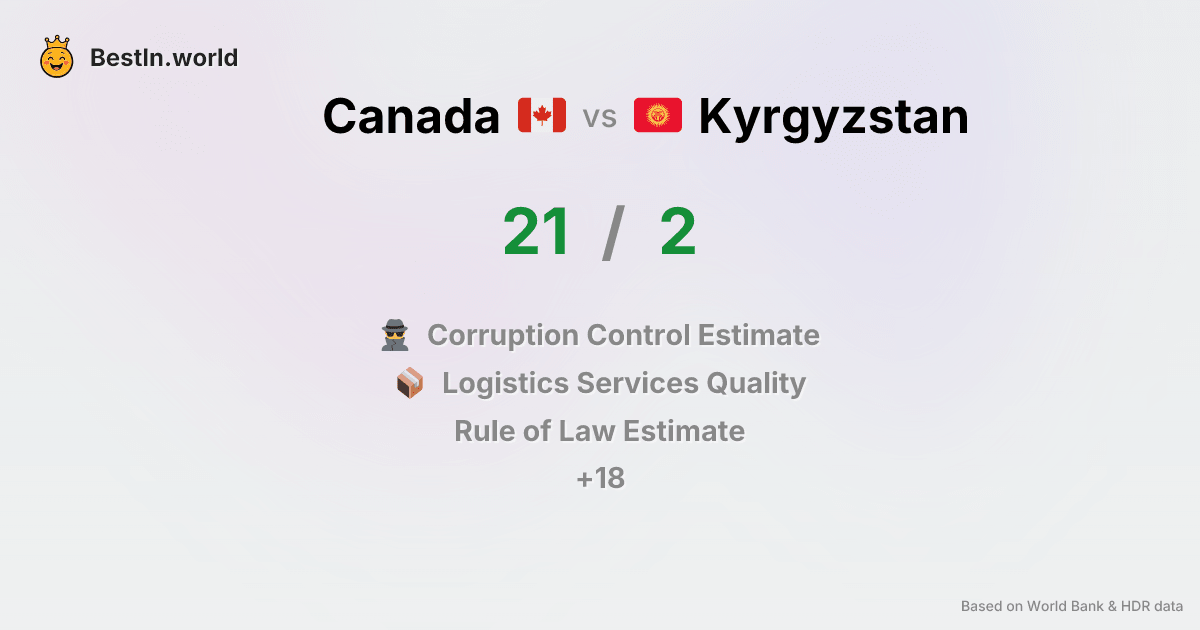 BestIn.world
Canada vs Kyrgyzstan
21 / 2
Corruption Control Estimate
Logistics Services Quality
Rule of Law Estimate
+18
Based on World Bank & HDR data